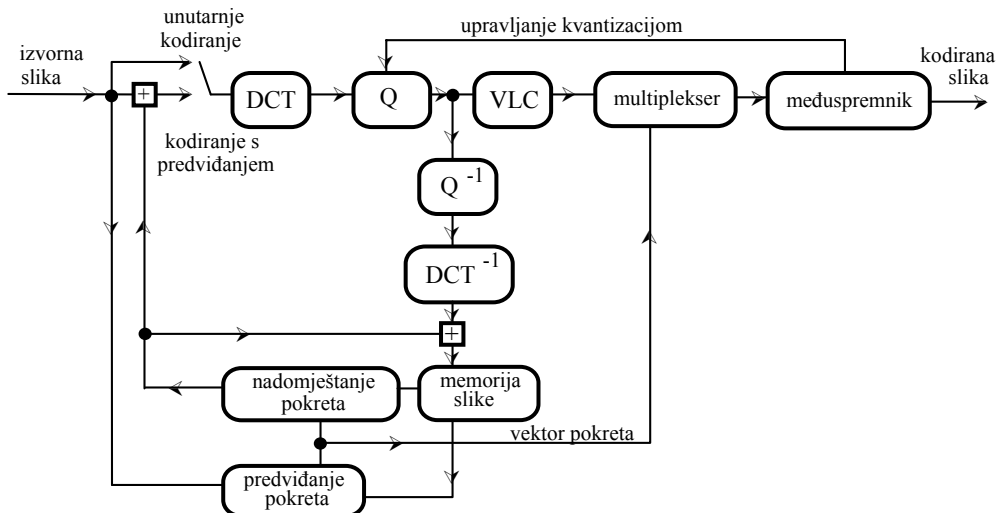 unutarnje
kodiranje
upravljanje kvantizacijom
izvorna
slika
kodirana
slika
+
DCT
Q
VLC
multiplekser
međuspremnik
kodiranje s
predviđanjem
Q -1
DCT -1
+
nadomještanje
pokreta
memorija
slike
vektor pokreta
predviđanje
pokreta